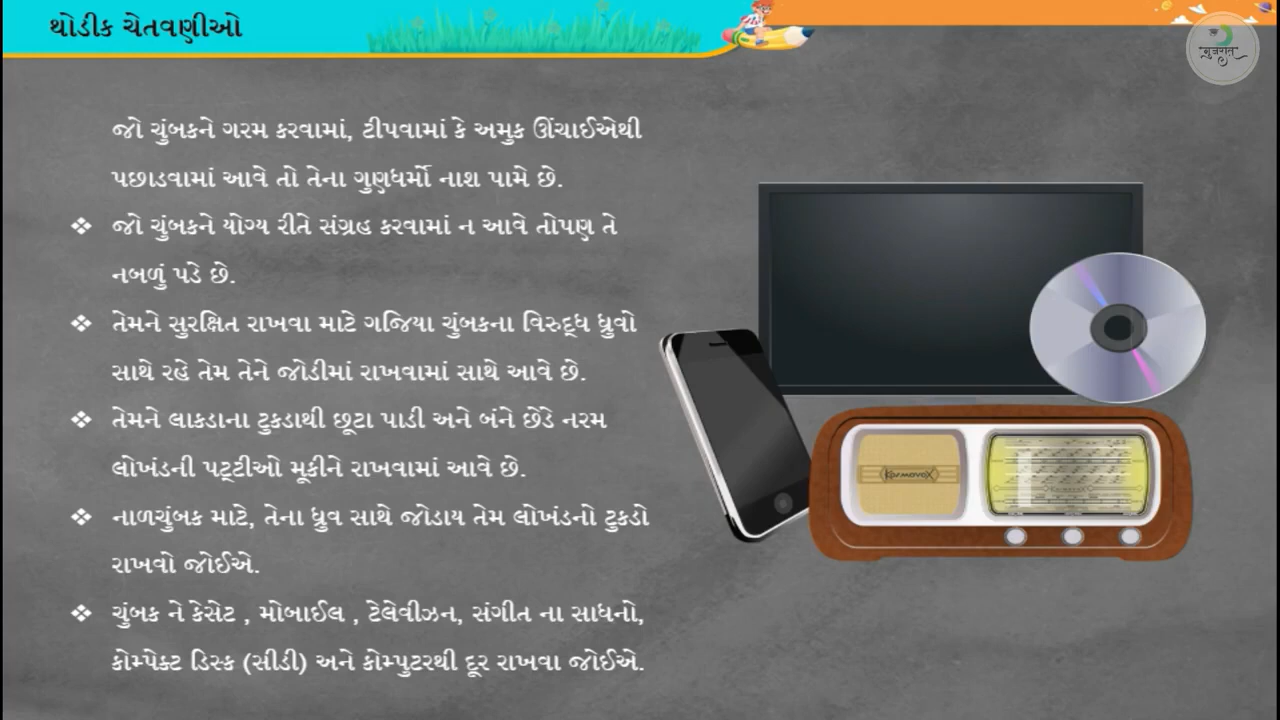 થોડીક ચેતવણીઓ
ગુજરાત
જો ચુંબકને ગરમ કરવામાં, ટીપવામાં કે અમુક ઊંચાઈએથી
પછાડવામાં આવે તો તેના ગુણધર્મો નાશ પામે છે.
❖ જો ચુંબકને યોગ્ય રીતે સંગ્રહ કરવામાં ન આવે તોપણ તે
નબળું પડે છે.
❖ તેમને સુરક્ષિત રાખવા માટે ગજિયા ચુંબકના વિરુદ્ધ ધ્રુવો
સાથે રહે તેમ તેને જોડીમાં રાખવામાં સાથે આવે છે.
❖ તેમને લાકડાના ટુકડાથી છૂટા પાડી અને બંને છેડે નરમ
લોખંડની પટ્ટીઓ મૂકીને રાખવામાં આવે છે.
❖ નાળચુંબક માટે, તેના ધ્રુવ સાથે જોડાય તેમ લોખંડનો ટુકડો
રાખવો જોઈએ.
❖ ચુંબક ને કેસેટ , મોબાઈલ , ટેલેવીઝન, સંગીત ના સાધનો,
કોમ્પેક્ટ ડિસ્ક (સીડી) અને કોમ્પુટરથી દૂર રાખવા જોઈએ.
KOSMOVOX